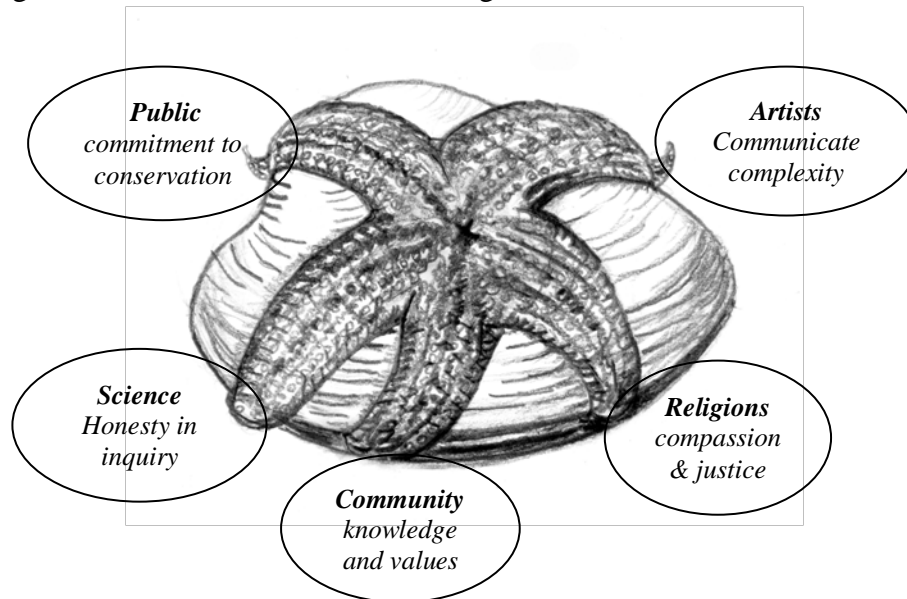 Public
commitment to
conservation
Artists
Communicate
complexity
Science
Honesty in
inquiry
Religions
compassion
& justice
Community
knowledge
and values